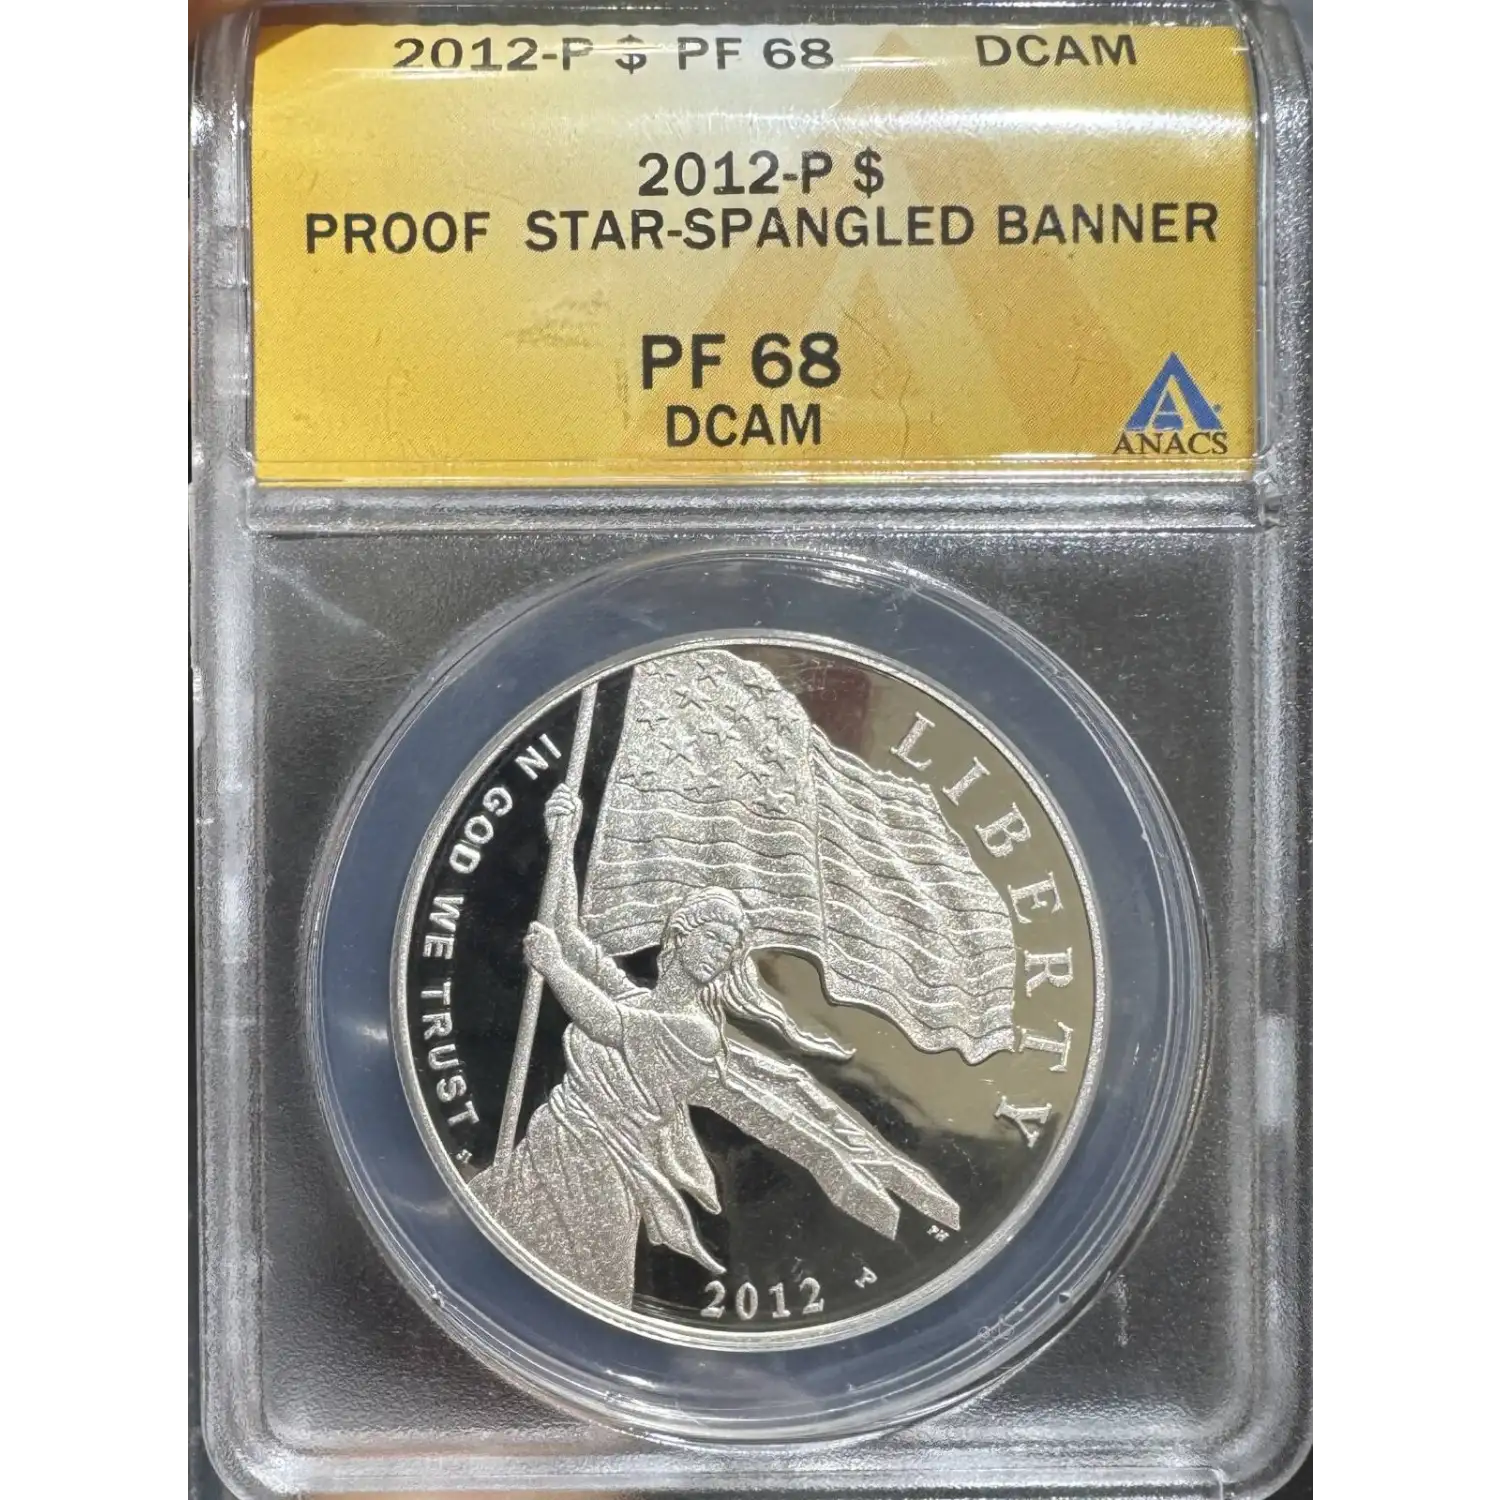 2012-P $ PF 68 DCAM
2012-P $
PROOF STAR-SPANGLED BANNER
PF 68
DCAM
ANACS
IN GOD WE TRUST
LIBERTY
2012
P
PH